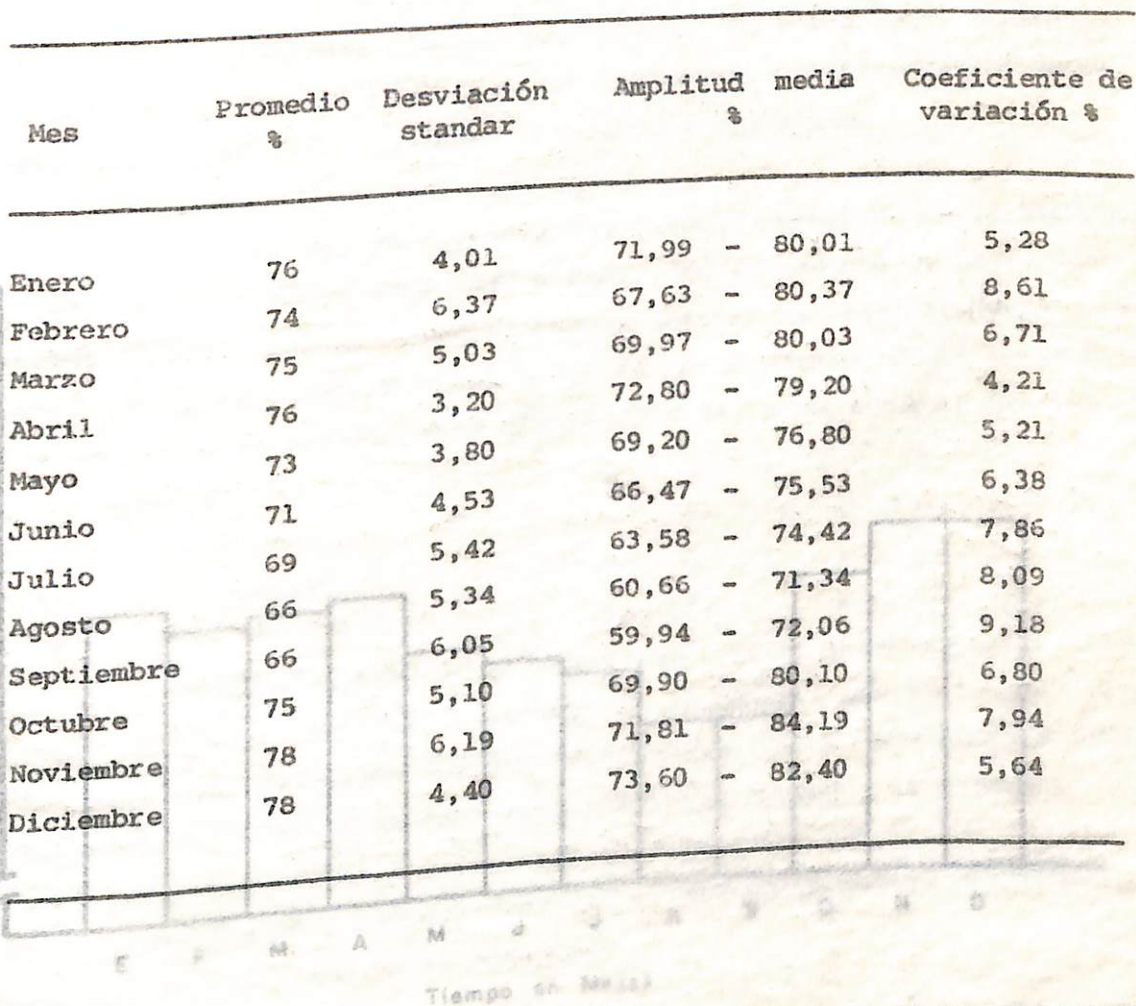 Mes Promedio % Desviación standar Amplitud media % Coeficiente de variación %
Enero 76 4,01 71,99 - 80,01 5,28
Febrero 74 6,37 67,63 - 80,37 8,61
Marzo 75 5,03 69,97 - 80,03 6,71
Abril 76 3,20 72,80 - 79,20 4,21
Mayo 73 3,80 69,20 - 76,80 5,21
Junio 71 4,53 66,47 - 75,53 6,38
Julio 69 5,42 63,58 - 74,42 7,86
Agosto 66 5,34 60,66 - 71,34 8,09
Septiembre 66 6,05 59,94 - 72,06 9,18
Octubre 75 5,10 69,90 - 80,10 6,80
Noviembre 78 6,19 71,81 - 84,19 7,94
Diciembre 78 4,40 73,60 - 82,40 5,64
E F M A M J J A S O N D
Tiempo en